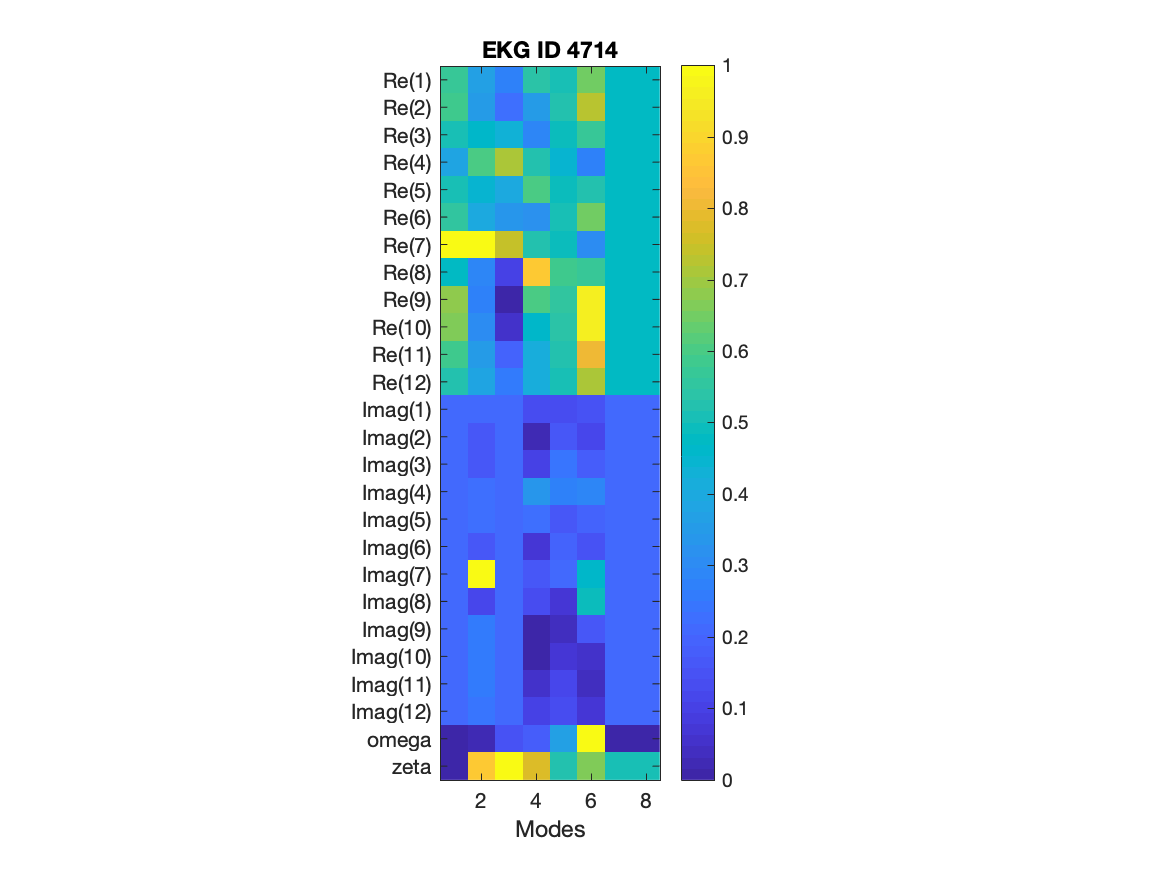 EKG ID 4714
Re(1)
Re(2)
Re(3)
Re(4)
Re(5)
Re(6)
Re(7)
Re(8)
Re(9)
Re(10)
Re(11)
Re(12)
Imag(1)
Imag(2)
Imag(3)
Imag(4)
Imag(5)
Imag(6)
Imag(7)
Imag(8)
Imag(9)
Imag(10)
Imag(11)
Imag(12)
omega
zeta
2 4 6 8
Modes
1
0.9
0.8
0.7
0.6
0.5
0.4
0.3
0.2
0.1
0